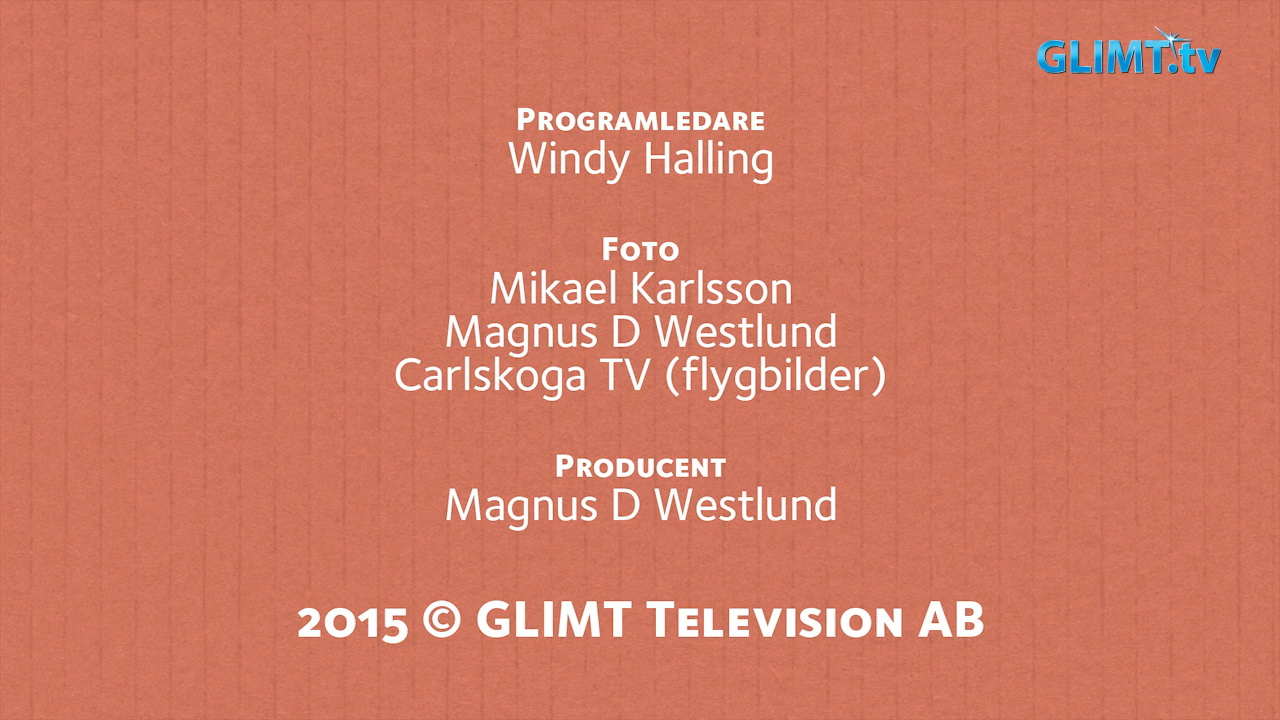 GLIMT.tv
Programledare
Windy Halling
Foto
Mikael Karlsson
Magnus D Westlund
Carlskoga TV (flygbilder)
Producent
Magnus D Westlund
2015 © GLIMT Television AB